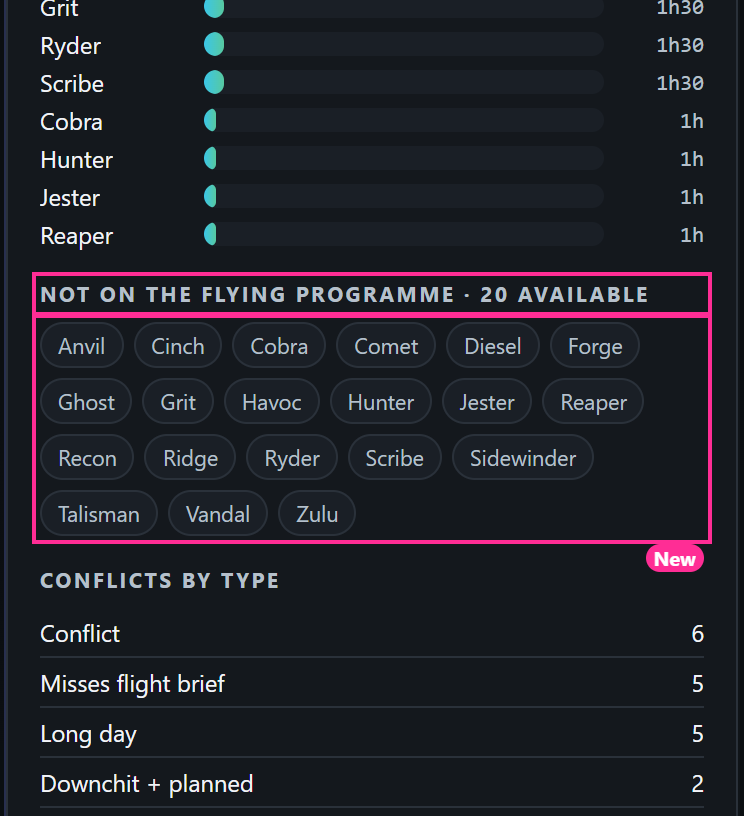 Grit 1h30
Ryder 1h30
Scribe 1h30
Cobra 1h
Hunter 1h
Jester 1h
Reaper 1h
NOT ON THE FLYING PROGRAMME · 20 AVAILABLE
Anvil Cinch Cobra Comet Diesel Forge
Ghost Grit Havoc Hunter Jester Reaper
Recon Ridge Ryder Scribe Sidewinder
Talisman Vandal Zulu
New
CONFLICTS BY TYPE
Conflict 6
Misses flight brief 5
Long day 5
Downchit + planned 2